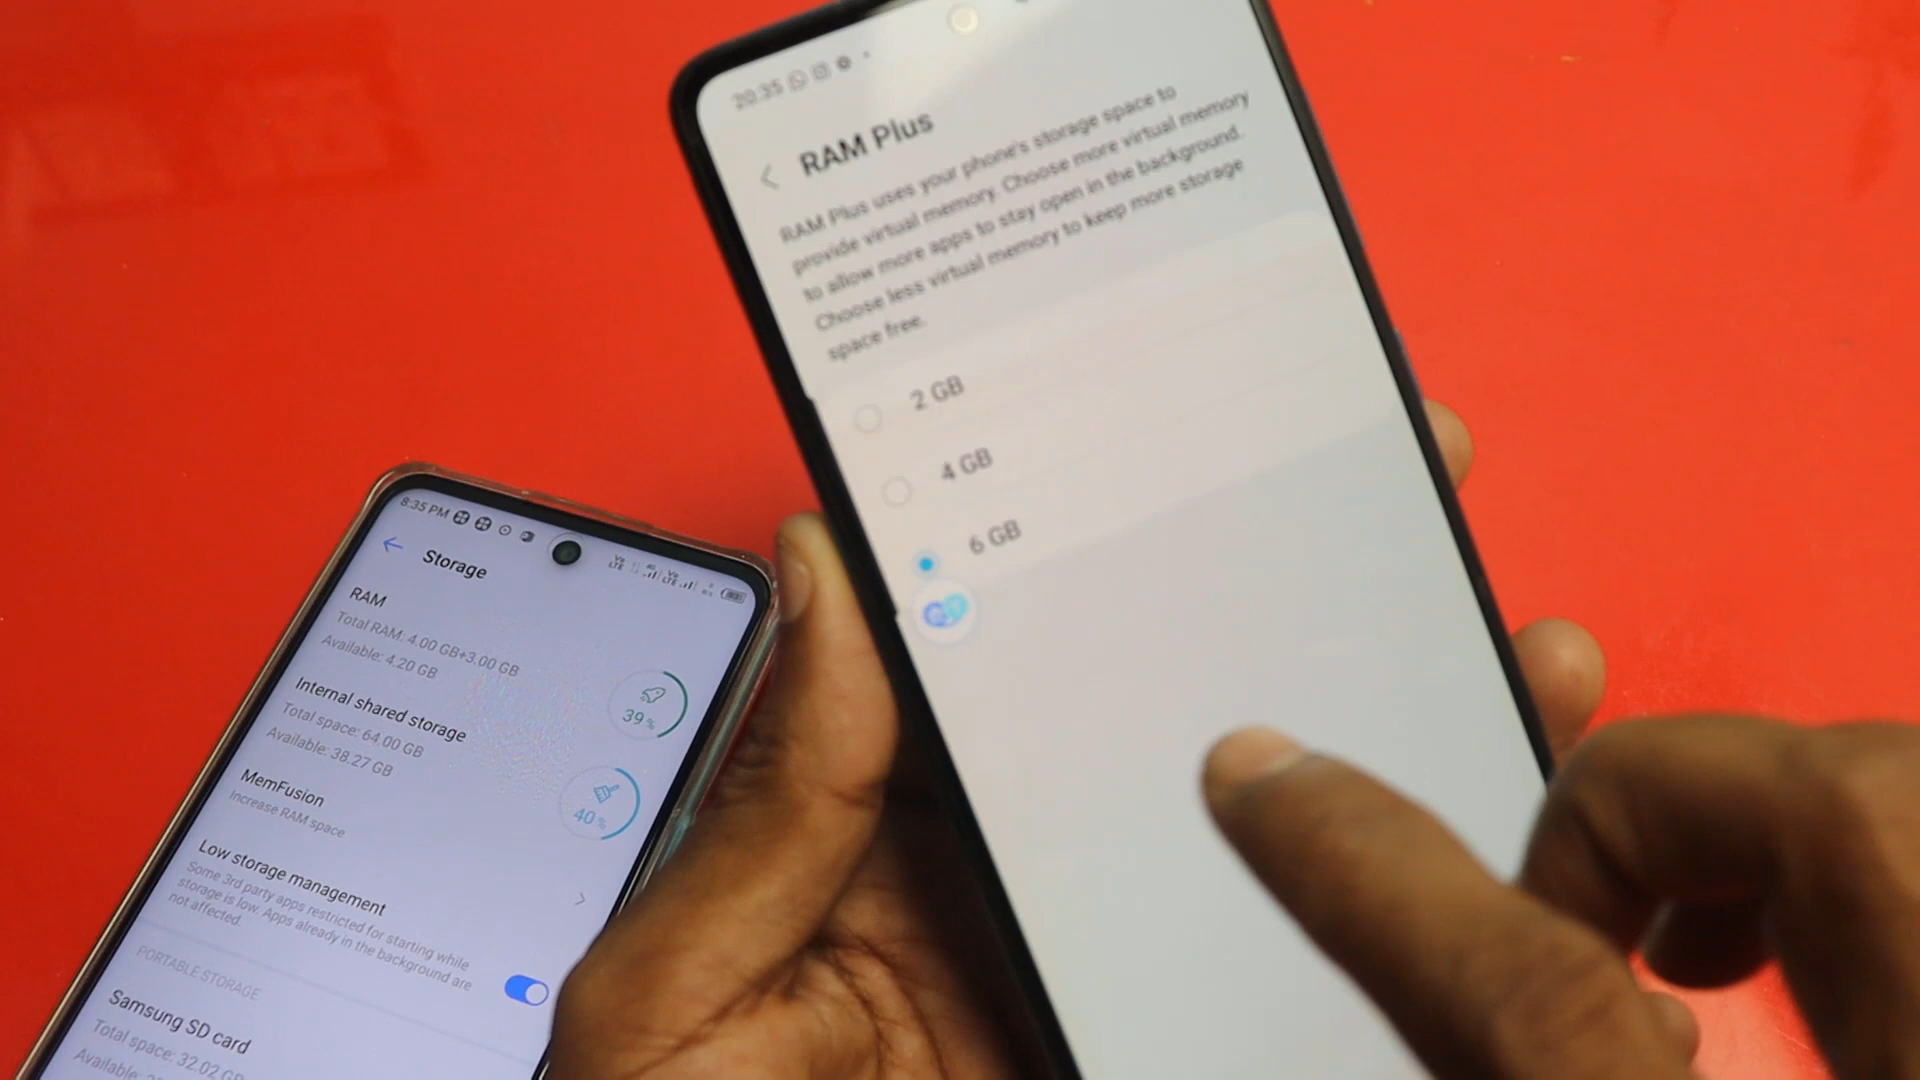 20:35
RAM Plus
RAM Plus uses your phone's storage space to
provide virtual memory. Choose more virtual memory
to allow more apps to stay open in the background.
Choose less virtual memory to keep more storage
space free.
2 GB
4 GB
6 GB
8:35 PM
Storage
RAM
Total RAM: 4.00 GB+3.00 GB
Available: 4.20 GB
39%
Internal shared storage
Total space: 64.00 GB
Available: 38.27 GB
40%
MemFusion
Increase RAM space
Low storage management
Some 3rd party apps restricted for starting while
storage is low. Apps already in the background are
not affected.
PORTABLE STORAGE
Samsung SD card
Total space: 32.02 GB
Available: